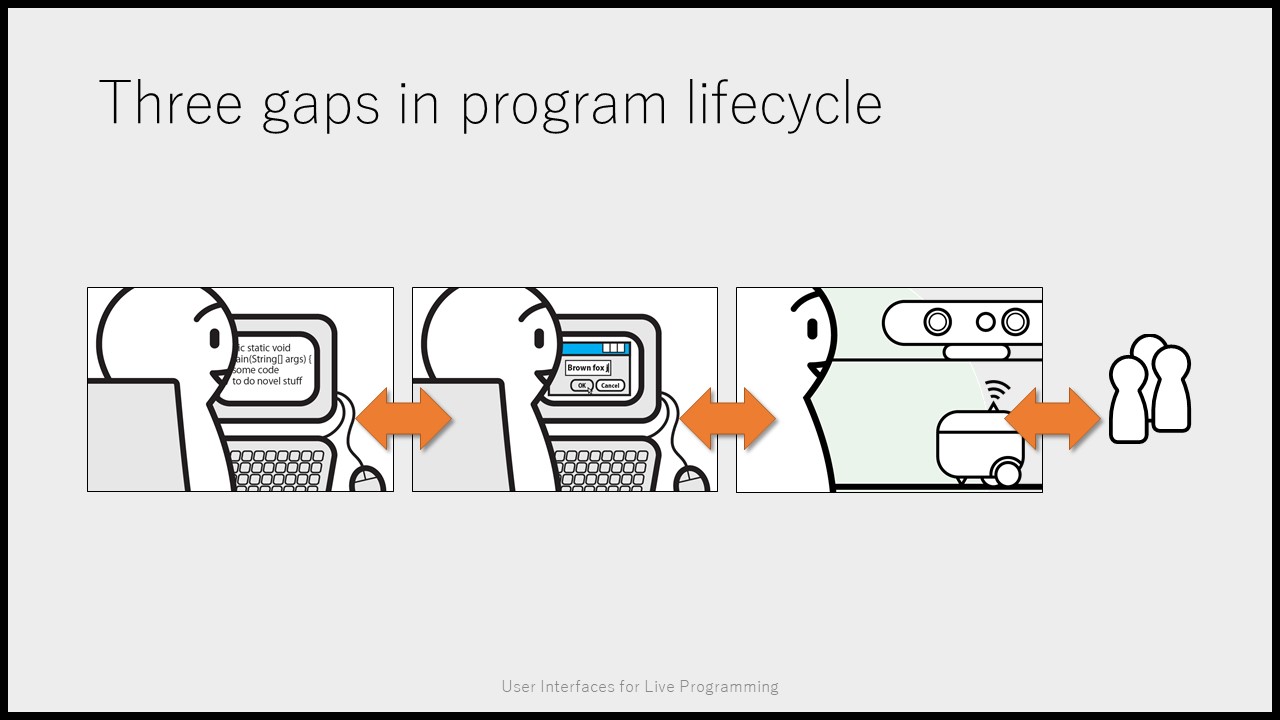 Three gaps in program lifecycle
ic static void
ain(String[] args) {
some code
to do novel stuff
Brown fox j
OK
Cancel
User Interfaces for Live Programming